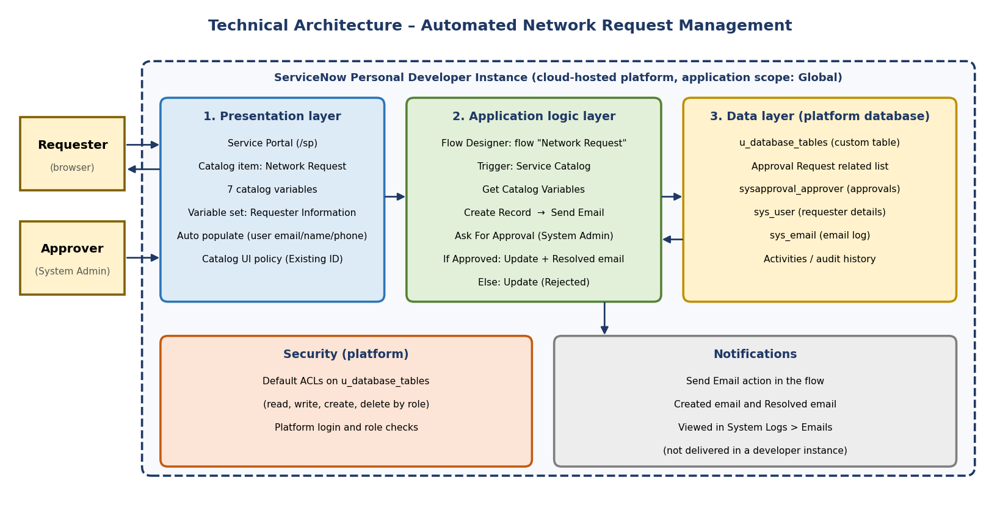 Technical Architecture – Automated Network Request Management
ServiceNow Personal Developer Instance (cloud-hosted platform, application scope: Global)
Requester
(browser)
Approver
(System Admin)
1. Presentation layer
Service Portal (/sp)
Catalog item: Network Request
7 catalog variables
Variable set: Requester Information
Auto populate (user email/name/phone)
Catalog UI policy (Existing ID)
2. Application logic layer
Flow Designer: flow "Network Request"
Trigger: Service Catalog
Get Catalog Variables
Create Record → Send Email
Ask For Approval (System Admin)
If Approved: Update + Resolved email
Else: Update (Rejected)
3. Data layer (platform database)
u_database_tables (custom table)
Approval Request related list
sysapproval_approver (approvals)
sys_user (requester details)
sys_email (email log)
Activities / audit history
Security (platform)
Default ACLs on u_database_tables
(read, write, create, delete by role)
Platform login and role checks
Notifications
Send Email action in the flow
Created email and Resolved email
Viewed in System Logs > Emails
(not delivered in a developer instance)